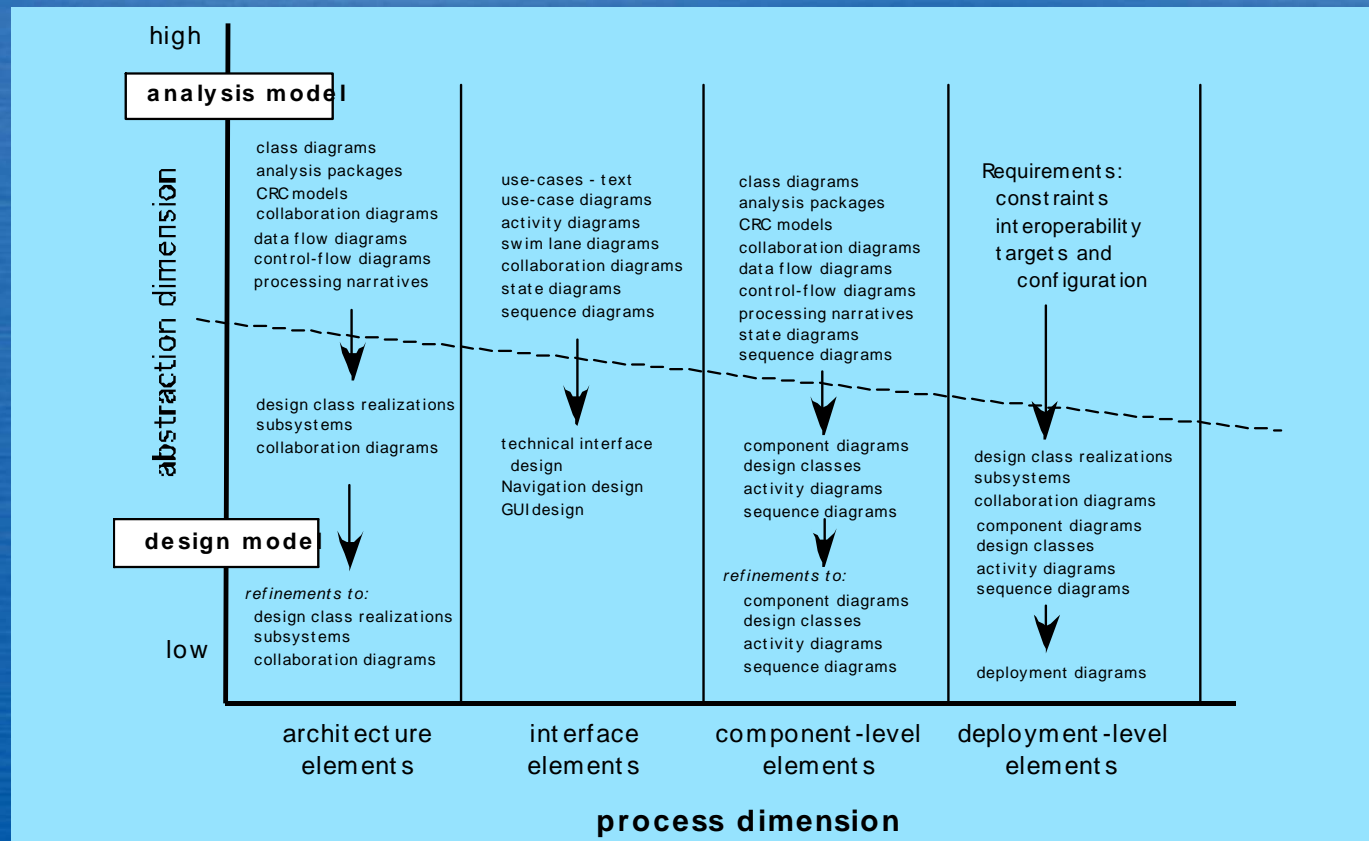 high
analysis model
abstraction dimension
class diagrams
analysis packages
CRC models
collaboration diagrams
data flow diagrams
control-flow diagrams
processing narratives
design class realizations
subsystems
collaboration diagrams
design model
refinements to:
design class realizations
subsystems
collaboration diagrams
low
use-cases - text
use-case diagrams
activity diagrams
swim lane diagrams
collaboration diagrams
state diagrams
sequence diagrams
technical interface
design
Navigation design
GUI design
class diagrams
analysis packages
CRC models
collaboration diagrams
data flow diagrams
control-flow diagrams
processing narratives
state diagrams
sequence diagrams
component diagrams
design classes
activity diagrams
sequence diagrams
refinements to:
component diagrams
design classes
activity diagrams
sequence diagrams
Requirements:
constraints
interoperability
targets and
configuration
design class realizations
subsystems
collaboration diagrams
component diagrams
design classes
activity diagrams
sequence diagrams
deployment diagrams
architecture
elements
interface
elements
component-level
elements
deployment-level
elements
process dimension